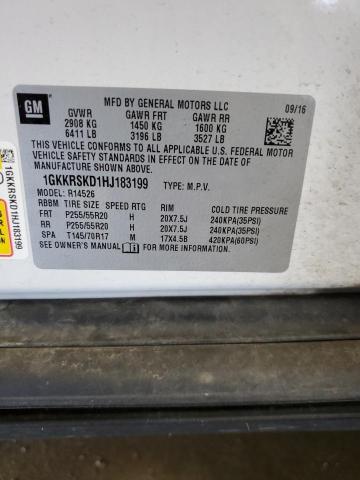 GM
MFD BY GENERAL MOTORS LLC
09/16
GVWR GAWR FRT GAWR RR
2908 KG 1450 KG 1600 KG
6411 LB 3196 LB 3527 LB
THIS VEHICLE CONFORMS TO ALL APPLICABLE U.S. FEDERAL MOTOR
VEHICLE SAFETY STANDARDS IN EFFECT ON THE DATE OF
MANUFACTURE SHOWN ABOVE.
1GKKRSKD1HJ183199 TYPE: M.P.V.
MODEL: R14526
RBBM TIRE SIZE SPEED RTG RIM COLD TIRE PRESSURE
FRT P255/55R20 H 20X7.5J 240KPA(35PSI)
RR P255/55R20 H 20X7.5J 240KPA(35PSI)
SPA T145/70R17 M 17X4.5B 420KPA(60PSI)
SEE OWNER'S MANUAL FOR MORE INFORMATION
1GKKRSKD1HJ183199